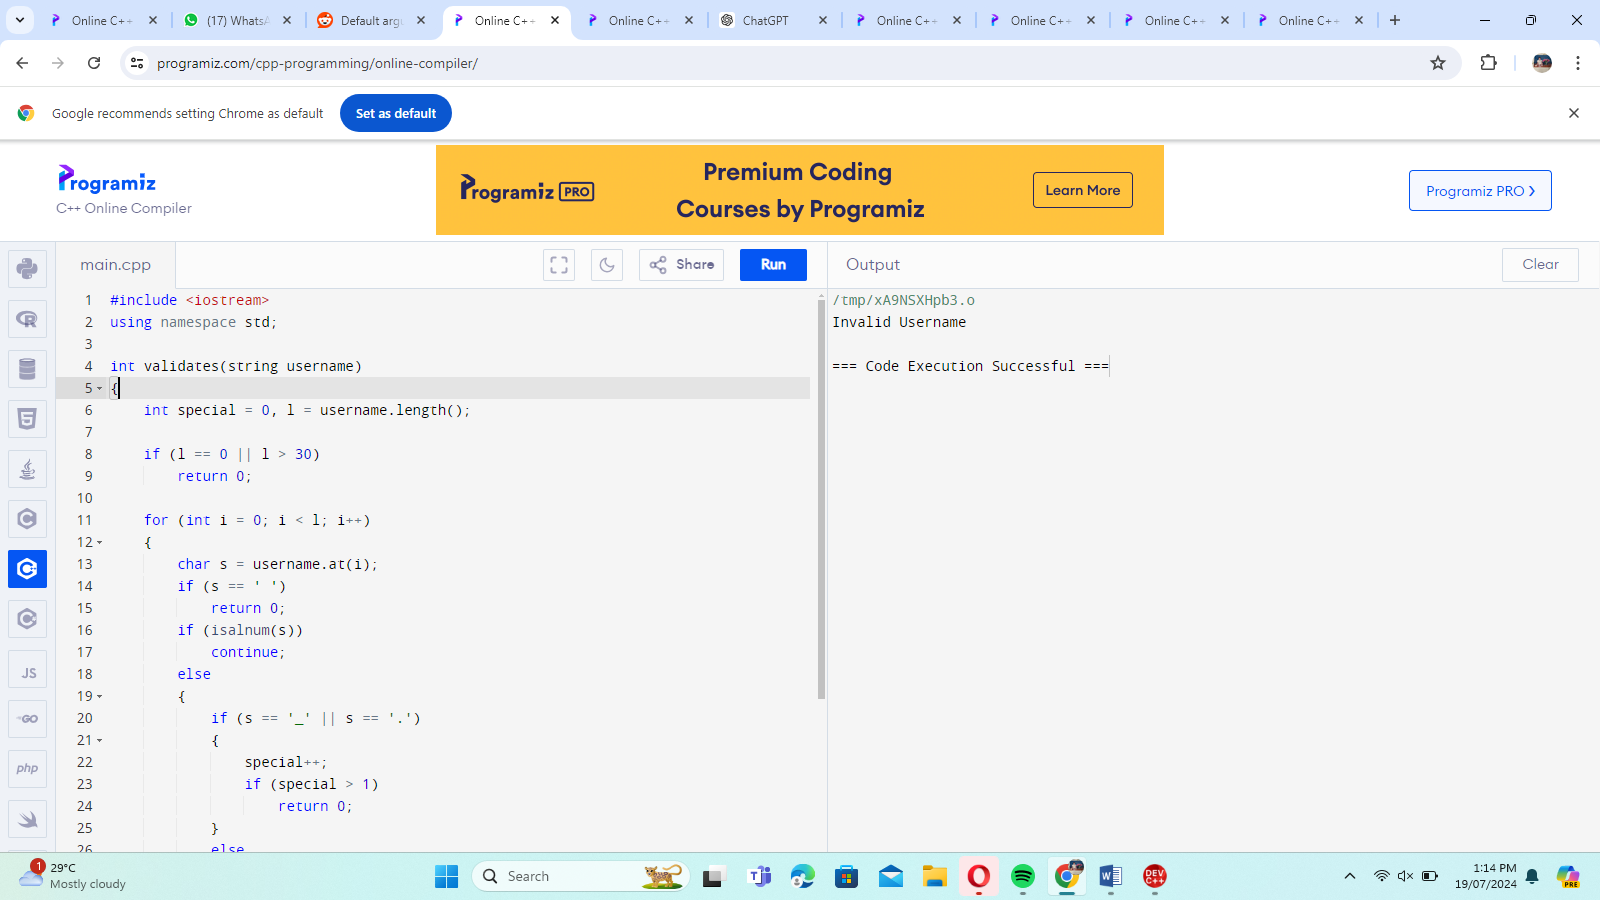 Online C++
(17) WhatsA
Default argu
Online C++
Online C++
ChatGPT
Online C++
Online C++
Online C++
Online C++
programiz.com/cpp-programming/online-compiler/
Google recommends setting Chrome as default
Set as default
Programiz
C++ Online Compiler
Programiz PRO
Premium Coding
Courses by Programiz
Learn More
Programiz PRO
main.cpp
Share
Run
Output
Clear
1 #include <iostream>
2 using namespace std;
3
4 int validates(string username)
5 {
6 int special = 0, l = username.length();
7
8 if (l == 0 || l > 30)
9 return 0;
10
11 for (int i = 0; i < l; i++)
12 {
13 char s = username.at(i);
14 if (s == ' ')
15 return 0;
16 if (isalnum(s))
17 continue;
18 else
19 {
20 if (s == '_' || s == '.')
21 {
22 special++;
23 if (special > 1)
24 return 0;
25 }
26 else
/tmp/xA9NSXHpb3.o
Invalid Username
=== Code Execution Successful ===
JS
GO
php
1
29°C
Mostly cloudy
Search
DEV
C++
1:14 PM
19/07/2024
PRE